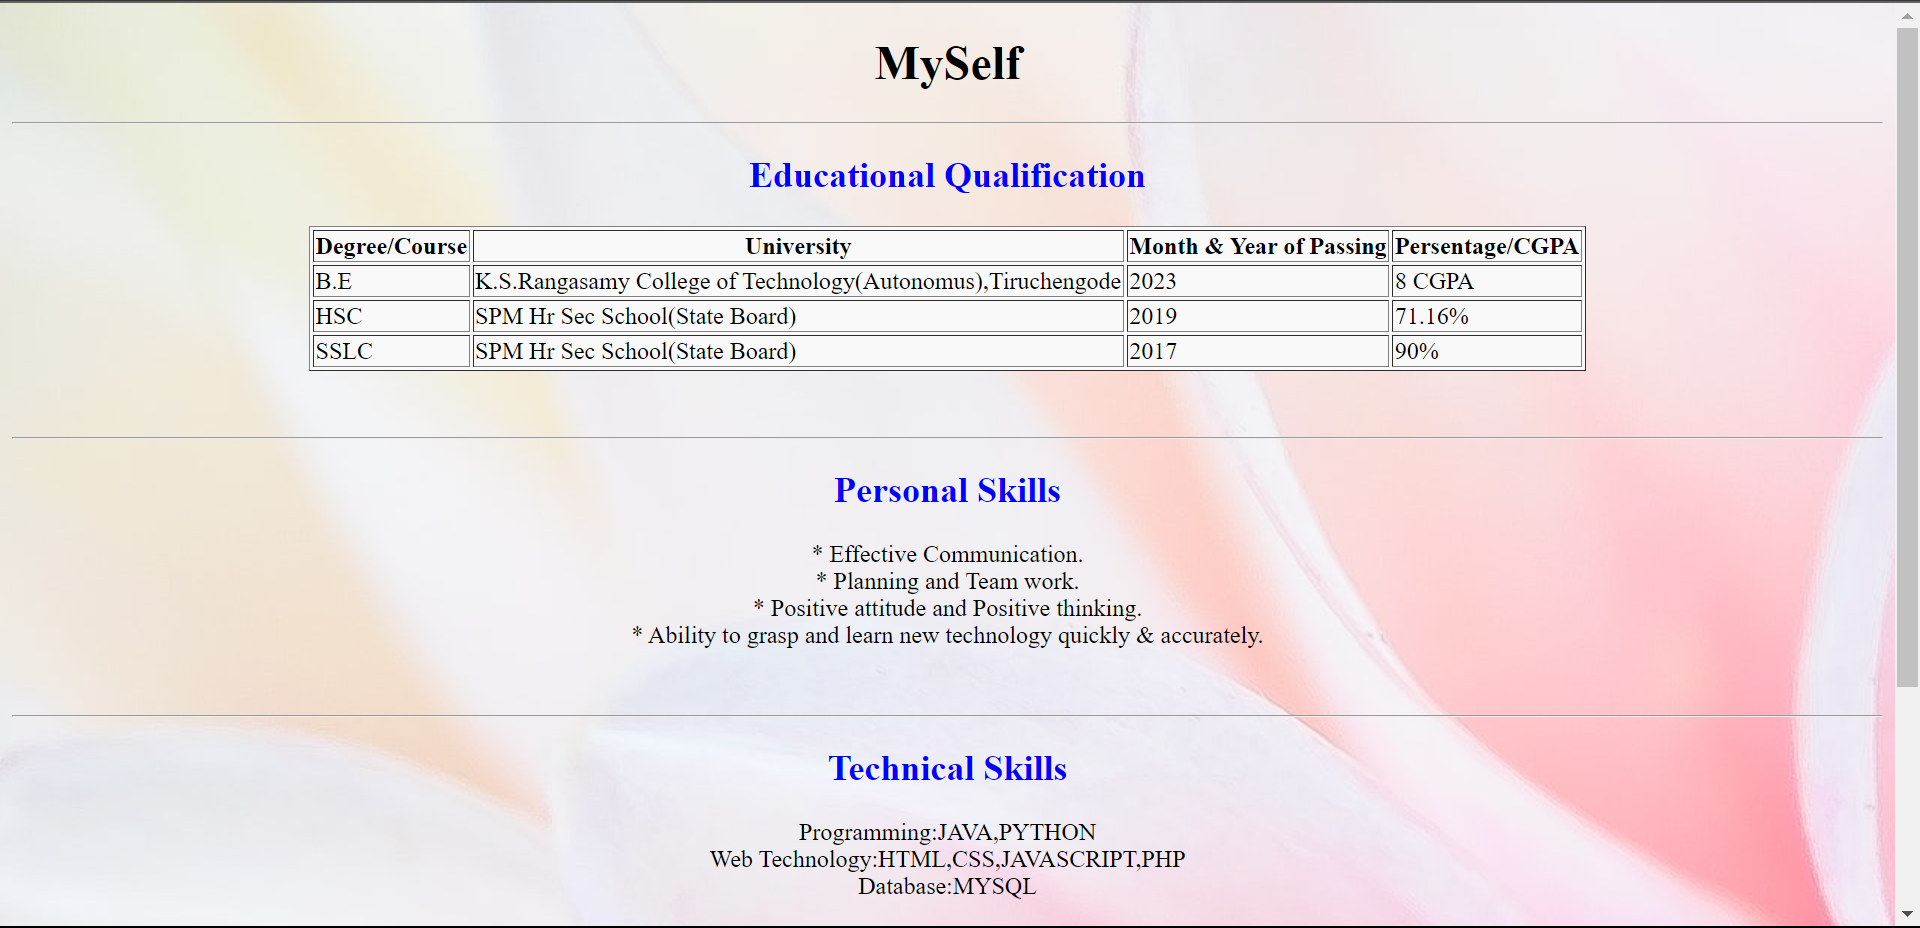 MySelf
Educational Qualification
Degree/Course University Month & Year of Passing Persentage/CGPA
B.E K.S.Rangasamy College of Technology(Autonomus),Tiruchengode 2023 8 CGPA
HSC SPM Hr Sec School(State Board) 2019 71.16%
SSLC SPM Hr Sec School(State Board) 2017 90%
Personal Skills
* Effective Communication.
* Planning and Team work.
* Positive attitude and Positive thinking.
* Ability to grasp and learn new technology quickly & accurately.
Technical Skills
Programming:JAVA,PYTHON
Web Technology:HTML,CSS,JAVASCRIPT,PHP
Database:MYSQL